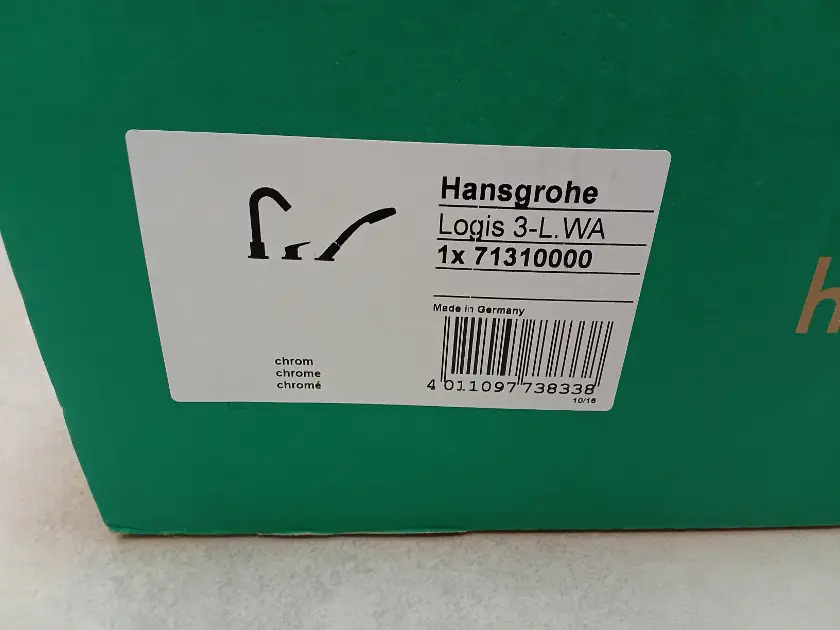 Hansgrohe
Logis 3-L.WA
1x 71310000
Made in Germany
chrom
chrome
chromé
4 011097 738338
10/16
h